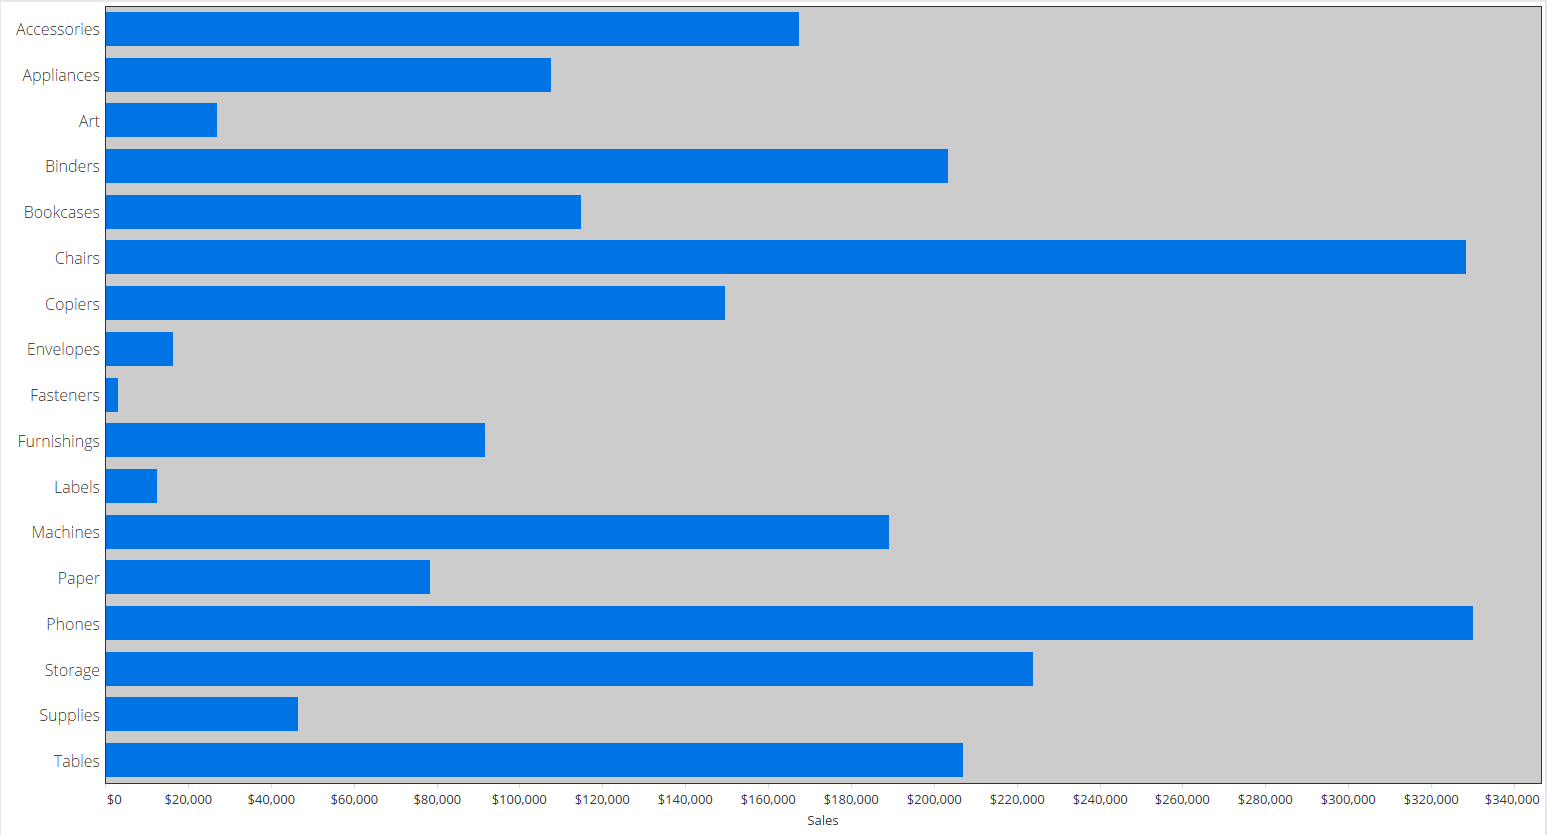 Accessories
Appliances
Art
Binders
Bookcases
Chairs
Copiers
Envelopes
Fasteners
Furnishings
Labels
Machines
Paper
Phones
Storage
Supplies
Tables
$0 $20,000 $40,000 $60,000 $80,000 $100,000 $120,000 $140,000 $160,000 $180,000 $200,000 $220,000 $240,000 $260,000 $280,000 $300,000 $320,000 $340,000
Sales